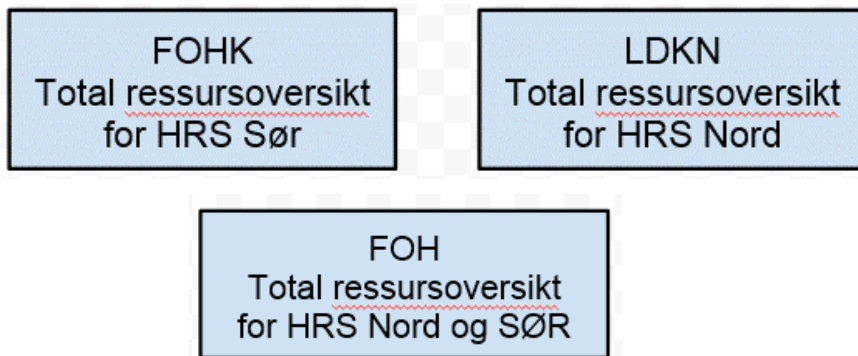 FOHK
Total ressursoversikt
for HRS Sør
LDKN
Total ressursoversikt
for HRS Nord
FOH
Total ressursoversikt
for HRS Nord og SØR